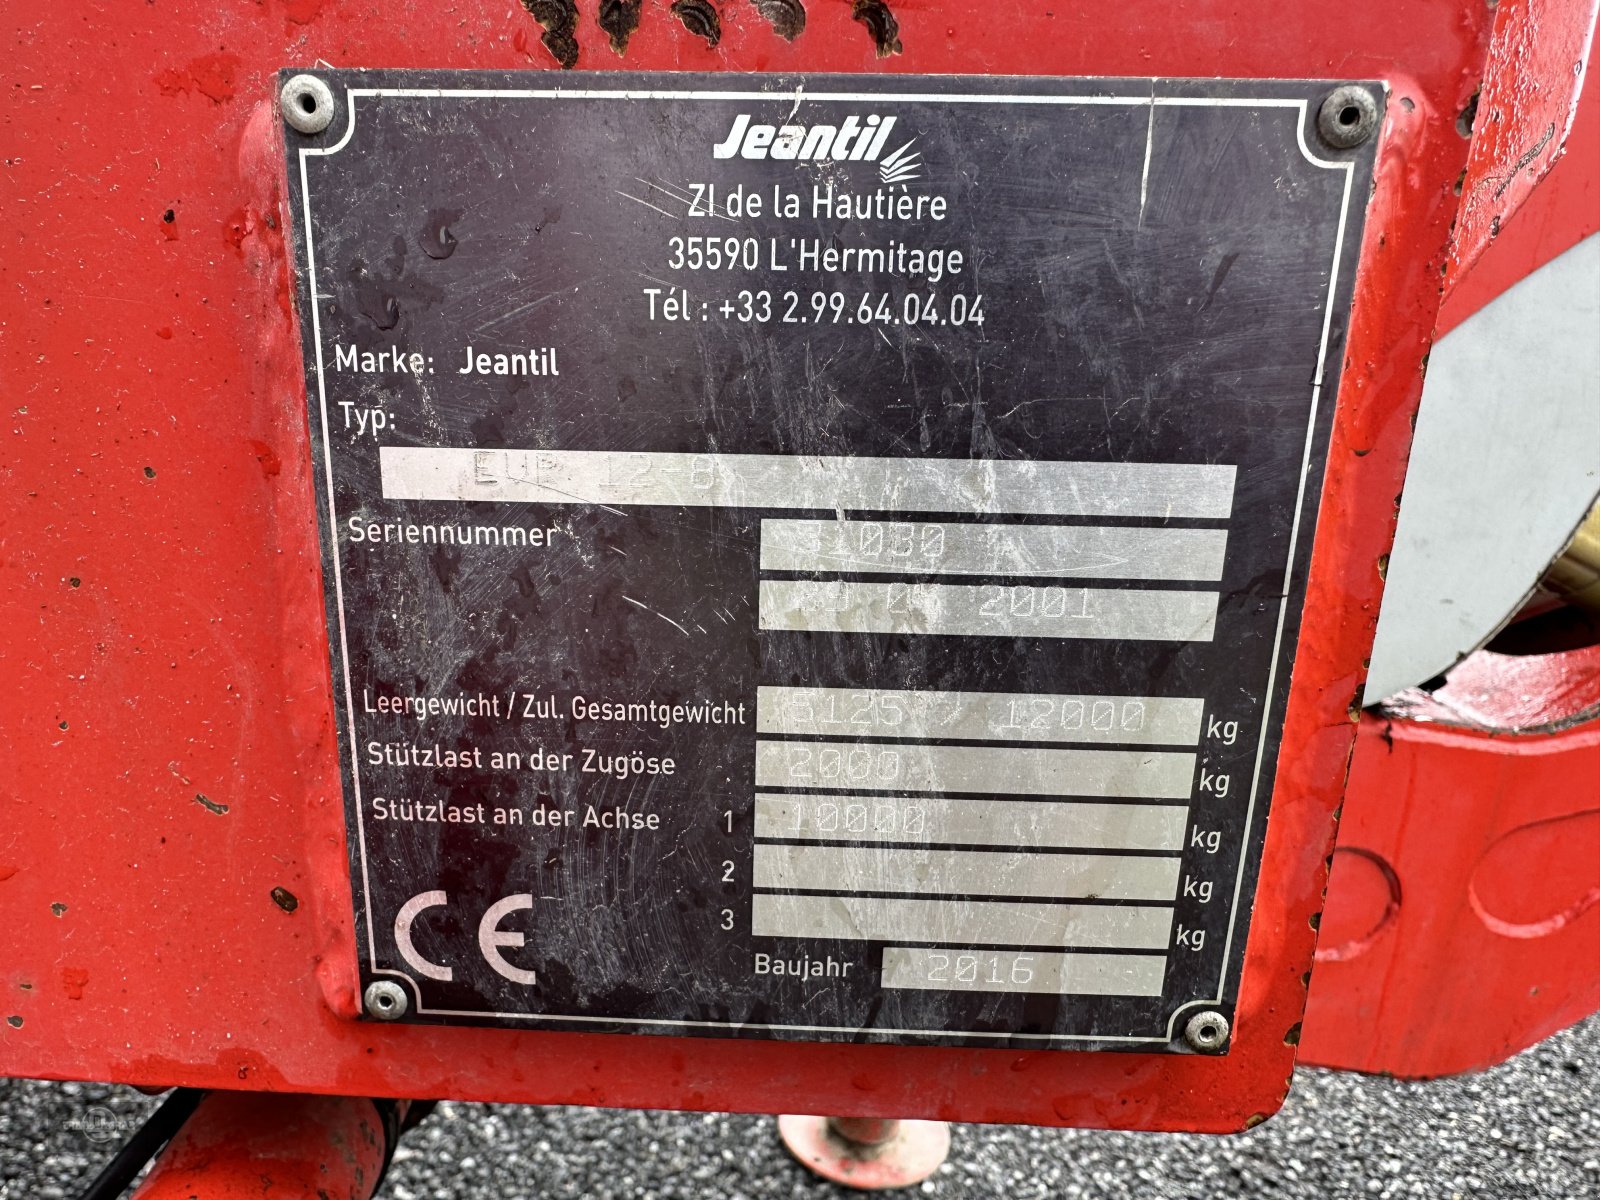 Jeantil
ZI de la Hautière
35590 L'Hermitage
Tél : +33 2.99.64.04.04
Marke: Jeantil
Typ:
12-8
Seriennummer
2001
Leergewicht / Zul. Gesamtgewicht 5125 / 12000 kg
Stützlast an der Zugöse 2000 kg
Stützlast an der Achse 1 10000 kg
2 kg
3 kg
CE
Baujahr 2016